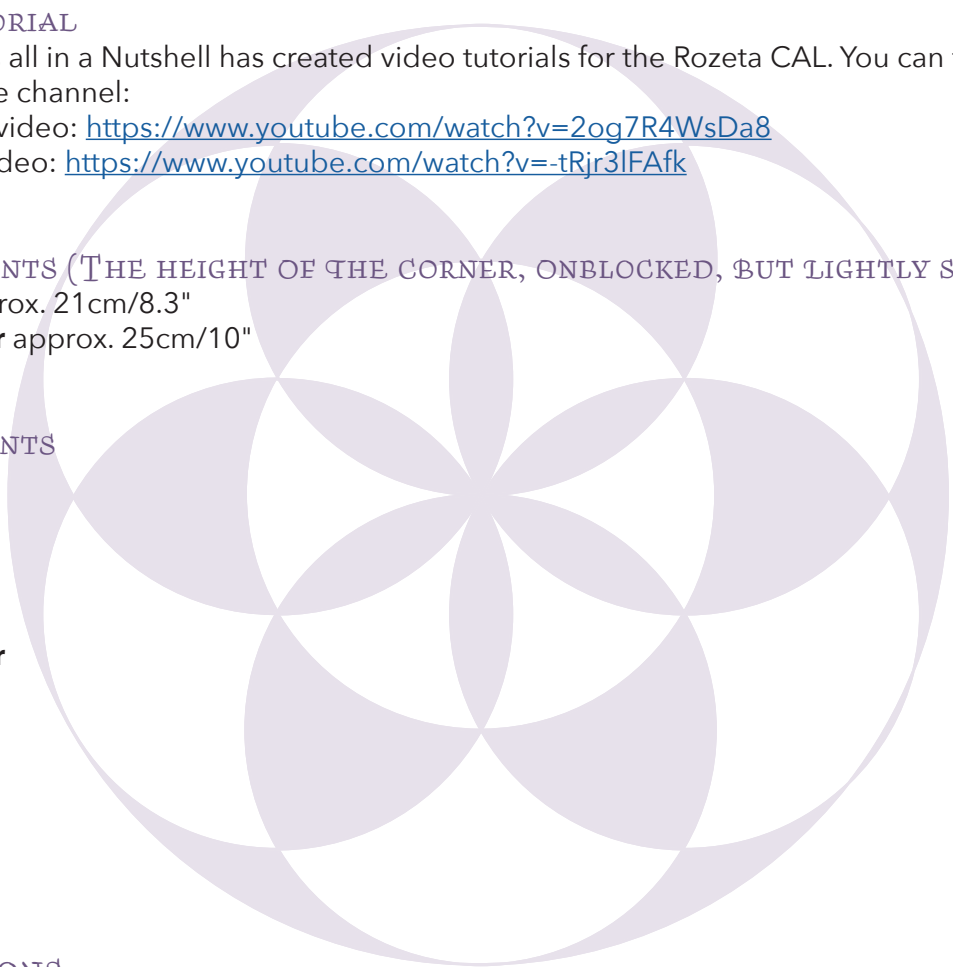 ORIAL
all in a Nutshell has created video tutorials for the Rozeta CAL. You can
e channel:
video: https://www.youtube.com/watch?v=2og7R4WsDa8
deo: https://www.youtube.com/watch?v=-tRjr3lFAfk
NTS (THE HEIGHT OF THE CORNER, ONBLOCKED, BUT LIGHTLY S
rox. 21cm/8.3"
r approx. 25cm/10"
NTS
r
ONS